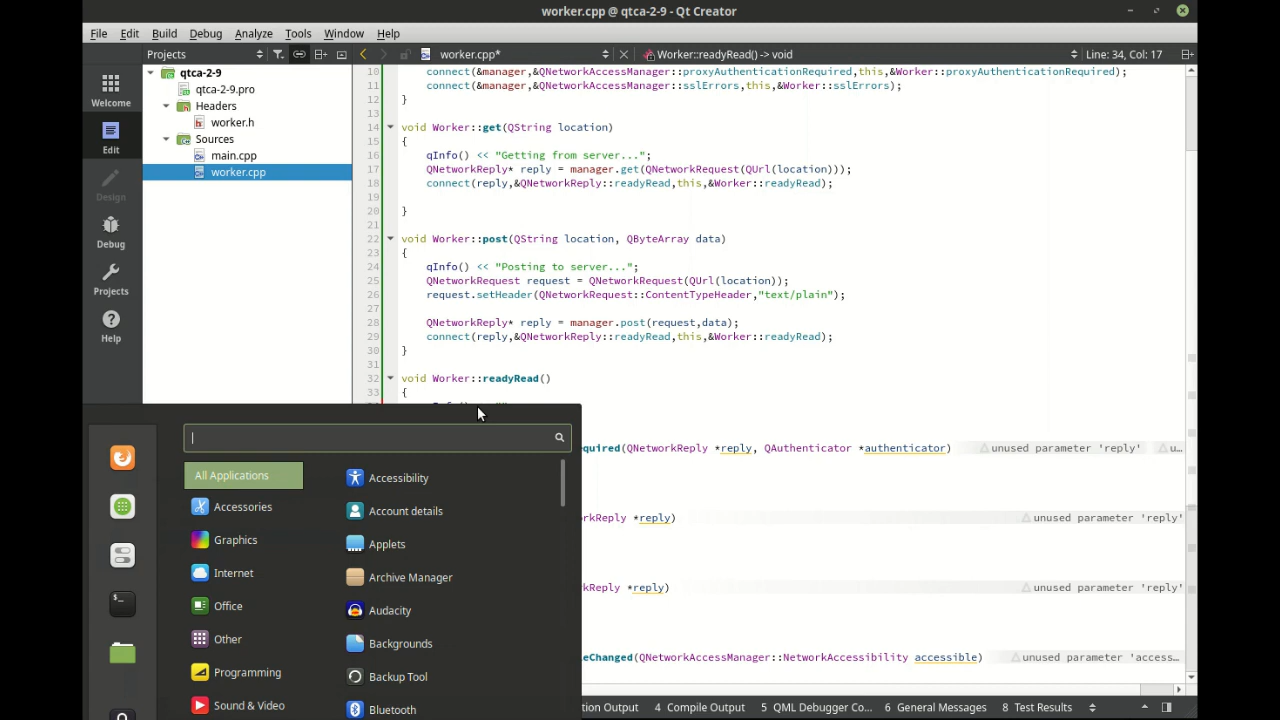 worker.cpp @ qtca-2-9 - Qt Creator
File Edit Build Debug Analyze Tools Window Help
Projects
worker.cpp*
Worker::readyRead() -> void
Line: 34, Col: 17
Welcome
Edit
Design
Debug
Projects
Help
qtca-2-9
qtca-2-9.pro
Headers
worker.h
Sources
main.cpp
worker.cpp
10 connect(&manager,&QNetworkAccessManager::proxyAuthenticationRequired,this,&Worker::proxyAuthenticationRequired);
11 connect(&manager,&QNetworkAccessManager::sslErrors,this,&Worker::sslErrors);
12 }
13
14 void Worker::get(QString location)
15 {
16 qInfo() << "Getting from server...";
17 QNetworkReply* reply = manager.get(QNetworkRequest(QUrl(location)));
18 connect(reply,&QNetworkReply::readyRead,this,&Worker::readyRead);
19
20 }
21
22 void Worker::post(QString location, QByteArray data)
23 {
24 qInfo() << "Posting to server...";
25 QNetworkRequest request = QNetworkRequest(QUrl(location));
26 request.setHeader(QNetworkRequest::ContentTypeHeader,"text/plain");
27
28 QNetworkReply* reply = manager.post(request,data);
29 connect(reply,&QNetworkReply::readyRead,this,&Worker::readyRead);
30 }
31
32 void Worker::readyRead()
33 {
quired(QNetworkReply *reply, QAuthenticator *authenticator) unused parameter 'reply' u...
rkReply *reply) unused parameter 'reply'
rkReply *reply) unused parameter 'reply'
eChanged(QNetworkAccessManager::NetworkAccessibility accessible) unused parameter 'access...
All Applications
Accessories
Graphics
Internet
Office
Other
Programming
Sound & Video
Accessibility
Account details
Applets
Archive Manager
Audacity
Backgrounds
Backup Tool
Bluetooth
tion Output 4 Compile Output 5 QML Debugger Co... 6 General Messages 8 Test Results